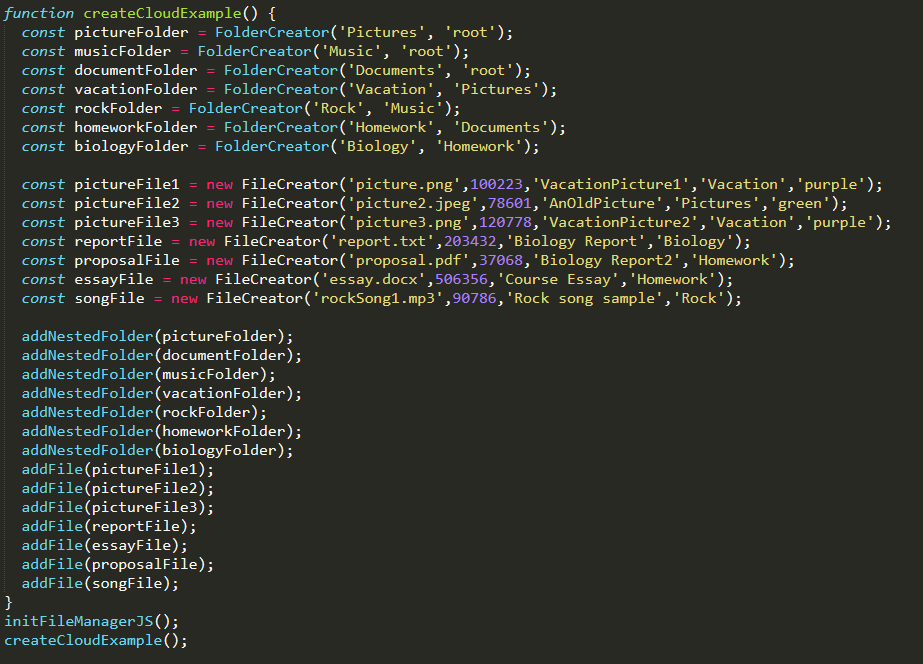 function createCloudExample() {
  const pictureFolder = FolderCreator('Pictures', 'root');
  const musicFolder = FolderCreator('Music', 'root');
  const documentFolder = FolderCreator('Documents', 'root');
  const vacationFolder = FolderCreator('Vacation', 'Pictures');
  const rockFolder = FolderCreator('Rock', 'Music');
  const homeworkFolder = FolderCreator('Homework', 'Documents');
  const biologyFolder = FolderCreator('Biology', 'Homework');

  const pictureFile1 = new FileCreator('picture.png',100223,'VacationPicture1','Vacation','purple');
  const pictureFile2 = new FileCreator('picture2.jpeg',78601,'AnOldPicture','Pictures','green');
  const pictureFile3 = new FileCreator('picture3.png',120778,'VacationPicture2','Vacation','purple');
  const reportFile = new FileCreator('report.txt',203432,'Biology Report','Biology');
  const proposalFile = new FileCreator('proposal.pdf',37068,'Biology Report2','Homework');
  const essayFile = new FileCreator('essay.docx',506356,'Course Essay','Homework');
  const songFile = new FileCreator('rockSong1.mp3',90786,'Rock song sample','Rock');

  addNestedFolder(pictureFolder);
  addNestedFolder(documentFolder);
  addNestedFolder(musicFolder);
  addNestedFolder(vacationFolder);
  addNestedFolder(rockFolder);
  addNestedFolder(homeworkFolder);
  addNestedFolder(biologyFolder);
  addFile(pictureFile1);
  addFile(pictureFile2);
  addFile(pictureFile3);
  addFile(reportFile);
  addFile(essayFile);
  addFile(proposalFile);
  addFile(songFile);
}
initFileManagerJS();
createCloudExample();